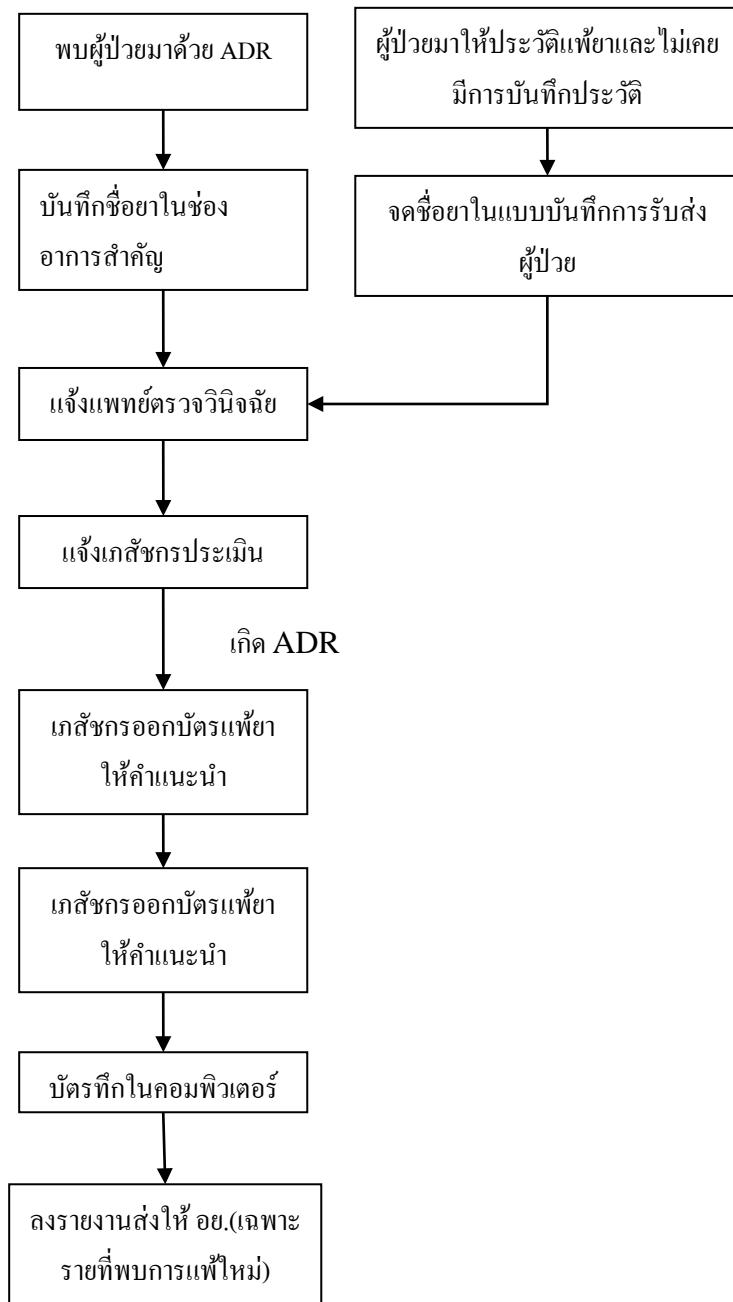 พบผู้ป่วยมาด้วย ADR
ผู้ป่วยมาให้ประวัติแพ้ยาและไม่เคย
มีการบันทึกประวัติ
บันทึกชื่อยาในช่อง
อาการสำคัญ
จดชื่อยาในแบบบันทึกการรับส่ง
ผู้ป่วย
แจ้งแพทย์ตรวจวินิจฉัย
แจ้งเภสัชกรประเมิน
เกิด ADR
เภสัชกรออกบัตรแพ้ยา
ให้คำแนะนำ
เภสัชกรออกบัตรแพ้ยา
ให้คำแนะนำ
บัตรทึกในคอมพิวเตอร์
ลงรายงานส่งให้ อย.(เฉพาะ
รายที่พบการแพ้ใหม่)